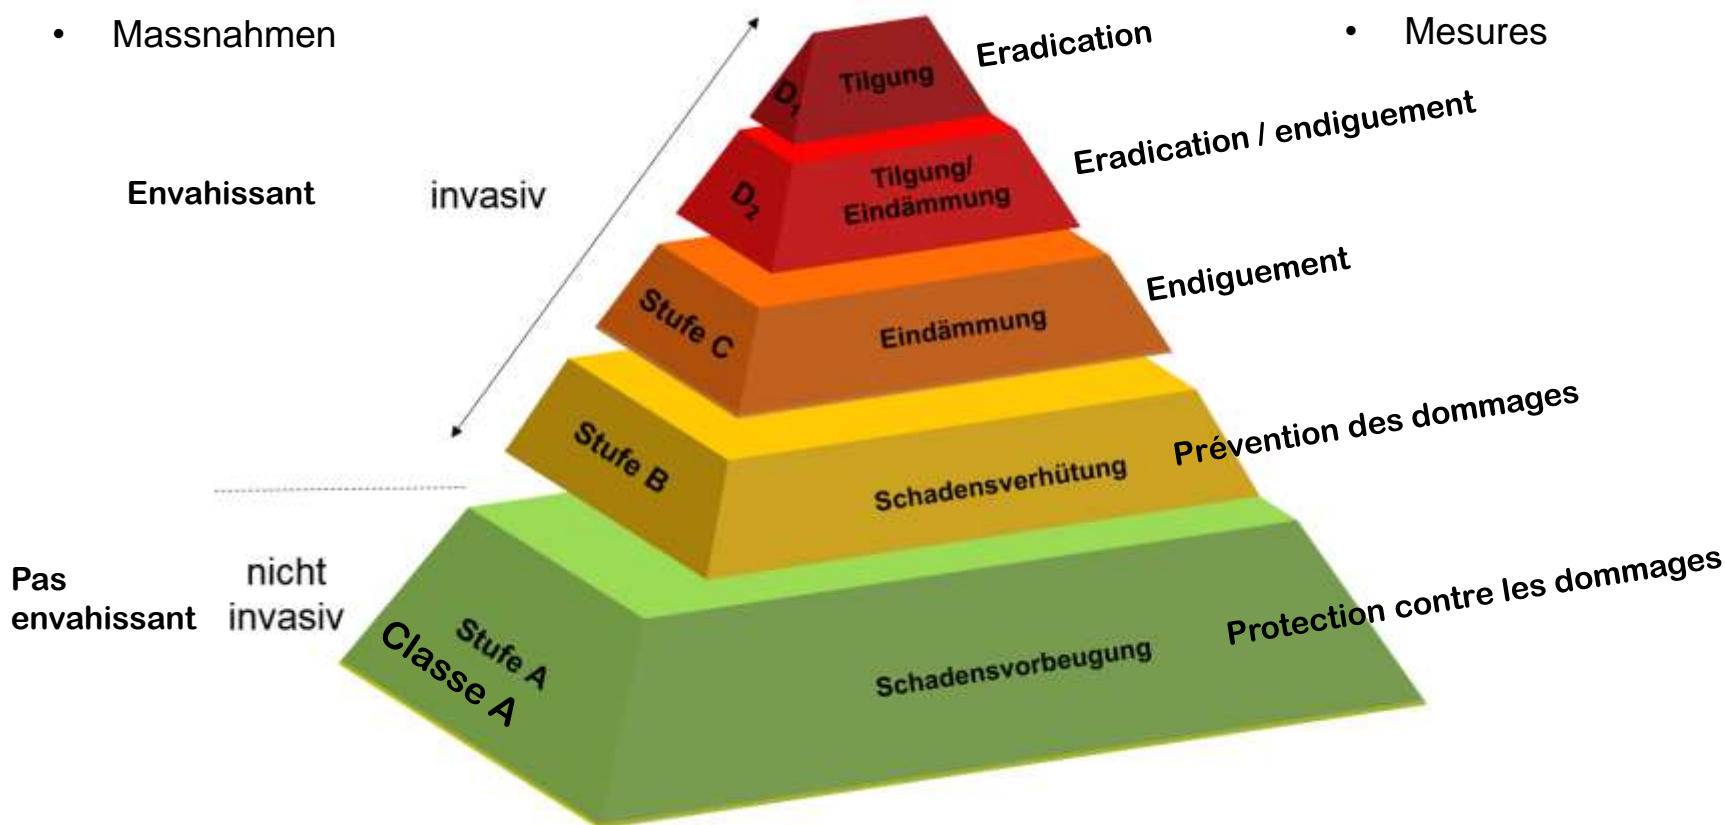 • Massnahmen
• Mesures
D1
Tilgung
Eradication
Envahissant
invasiv
D2
Tilgung/
Eindämmung
Eradication / endiguement
Stufe C
Eindämmung
Endiguement
Stufe B
Schadensverhütung
Prévention des dommages
Pas
envahissant
nicht
invasiv
Stufe A
Classe A
Schadensvorbeugung
Protection contre les dommages